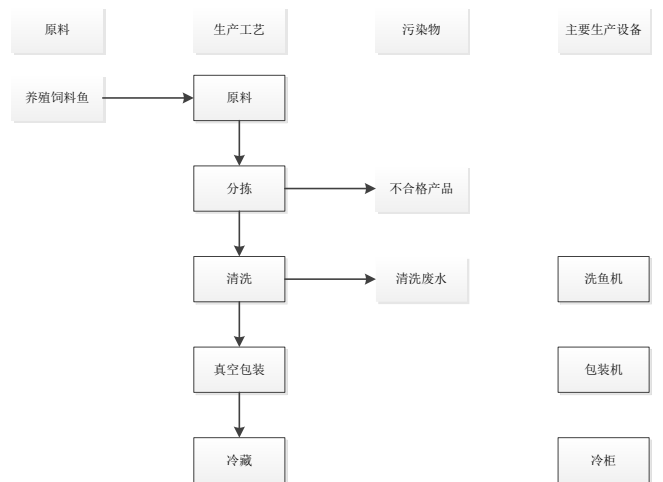 原料
生产工艺
污染物
主要生产设备
养殖饲料鱼
原料
分拣
不合格产品
清洗
清洗废水
洗鱼机
真空包装
包装机
冷藏
冷柜